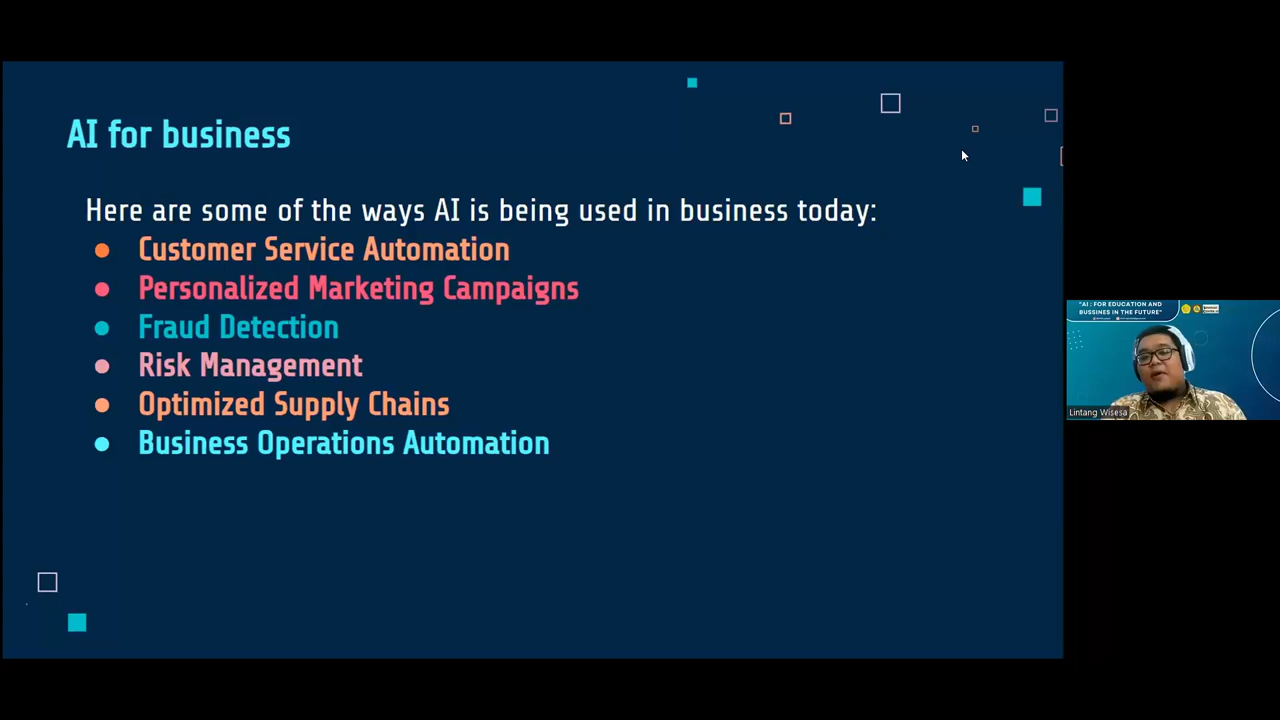 AI for business
Here are some of the ways AI is being used in business today:
Customer Service Automation
Personalized Marketing Campaigns
Fraud Detection
Risk Management
Optimized Supply Chains
Business Operations Automation
"AI : FOR EDUCATION AND
BUSSINES IN THE FUTURE"
Lintang Wisesa